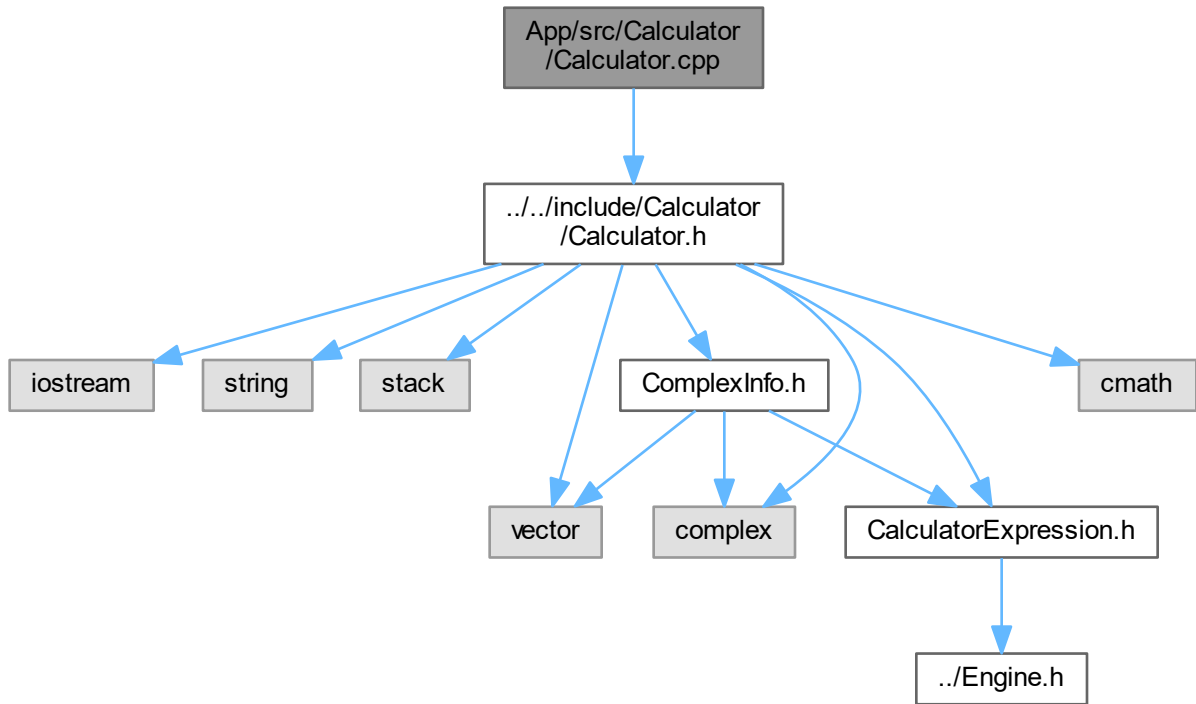 App/src/Calculator
/Calculator.cpp
../../include/Calculator
/Calculator.h
iostream
string
stack
ComplexInfo.h
cmath
vector
complex
CalculatorExpression.h
../Engine.h